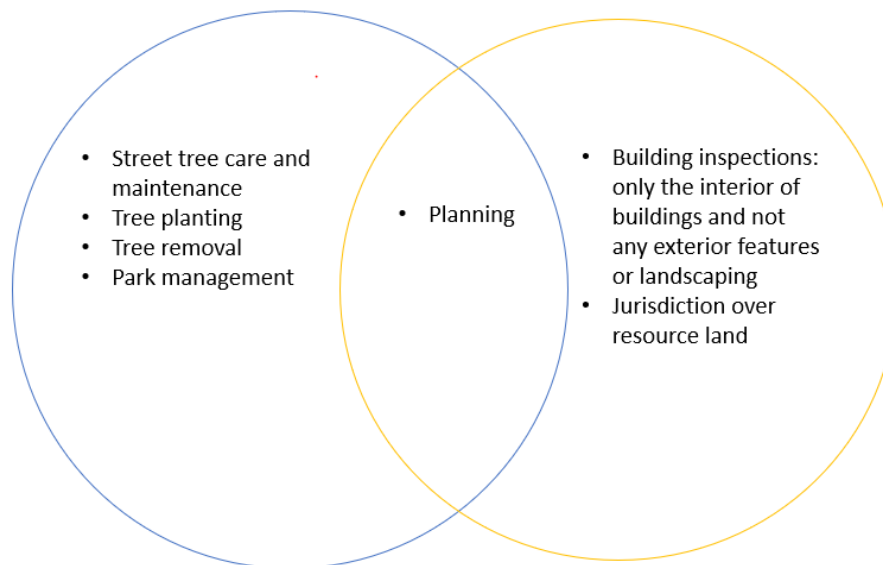 • Street tree care and
maintenance
• Tree planting
• Tree removal
• Park management
• Planning
• Building inspections:
only the interior of
buildings and not
any exterior features
or landscaping
• Jurisdiction over
resource land